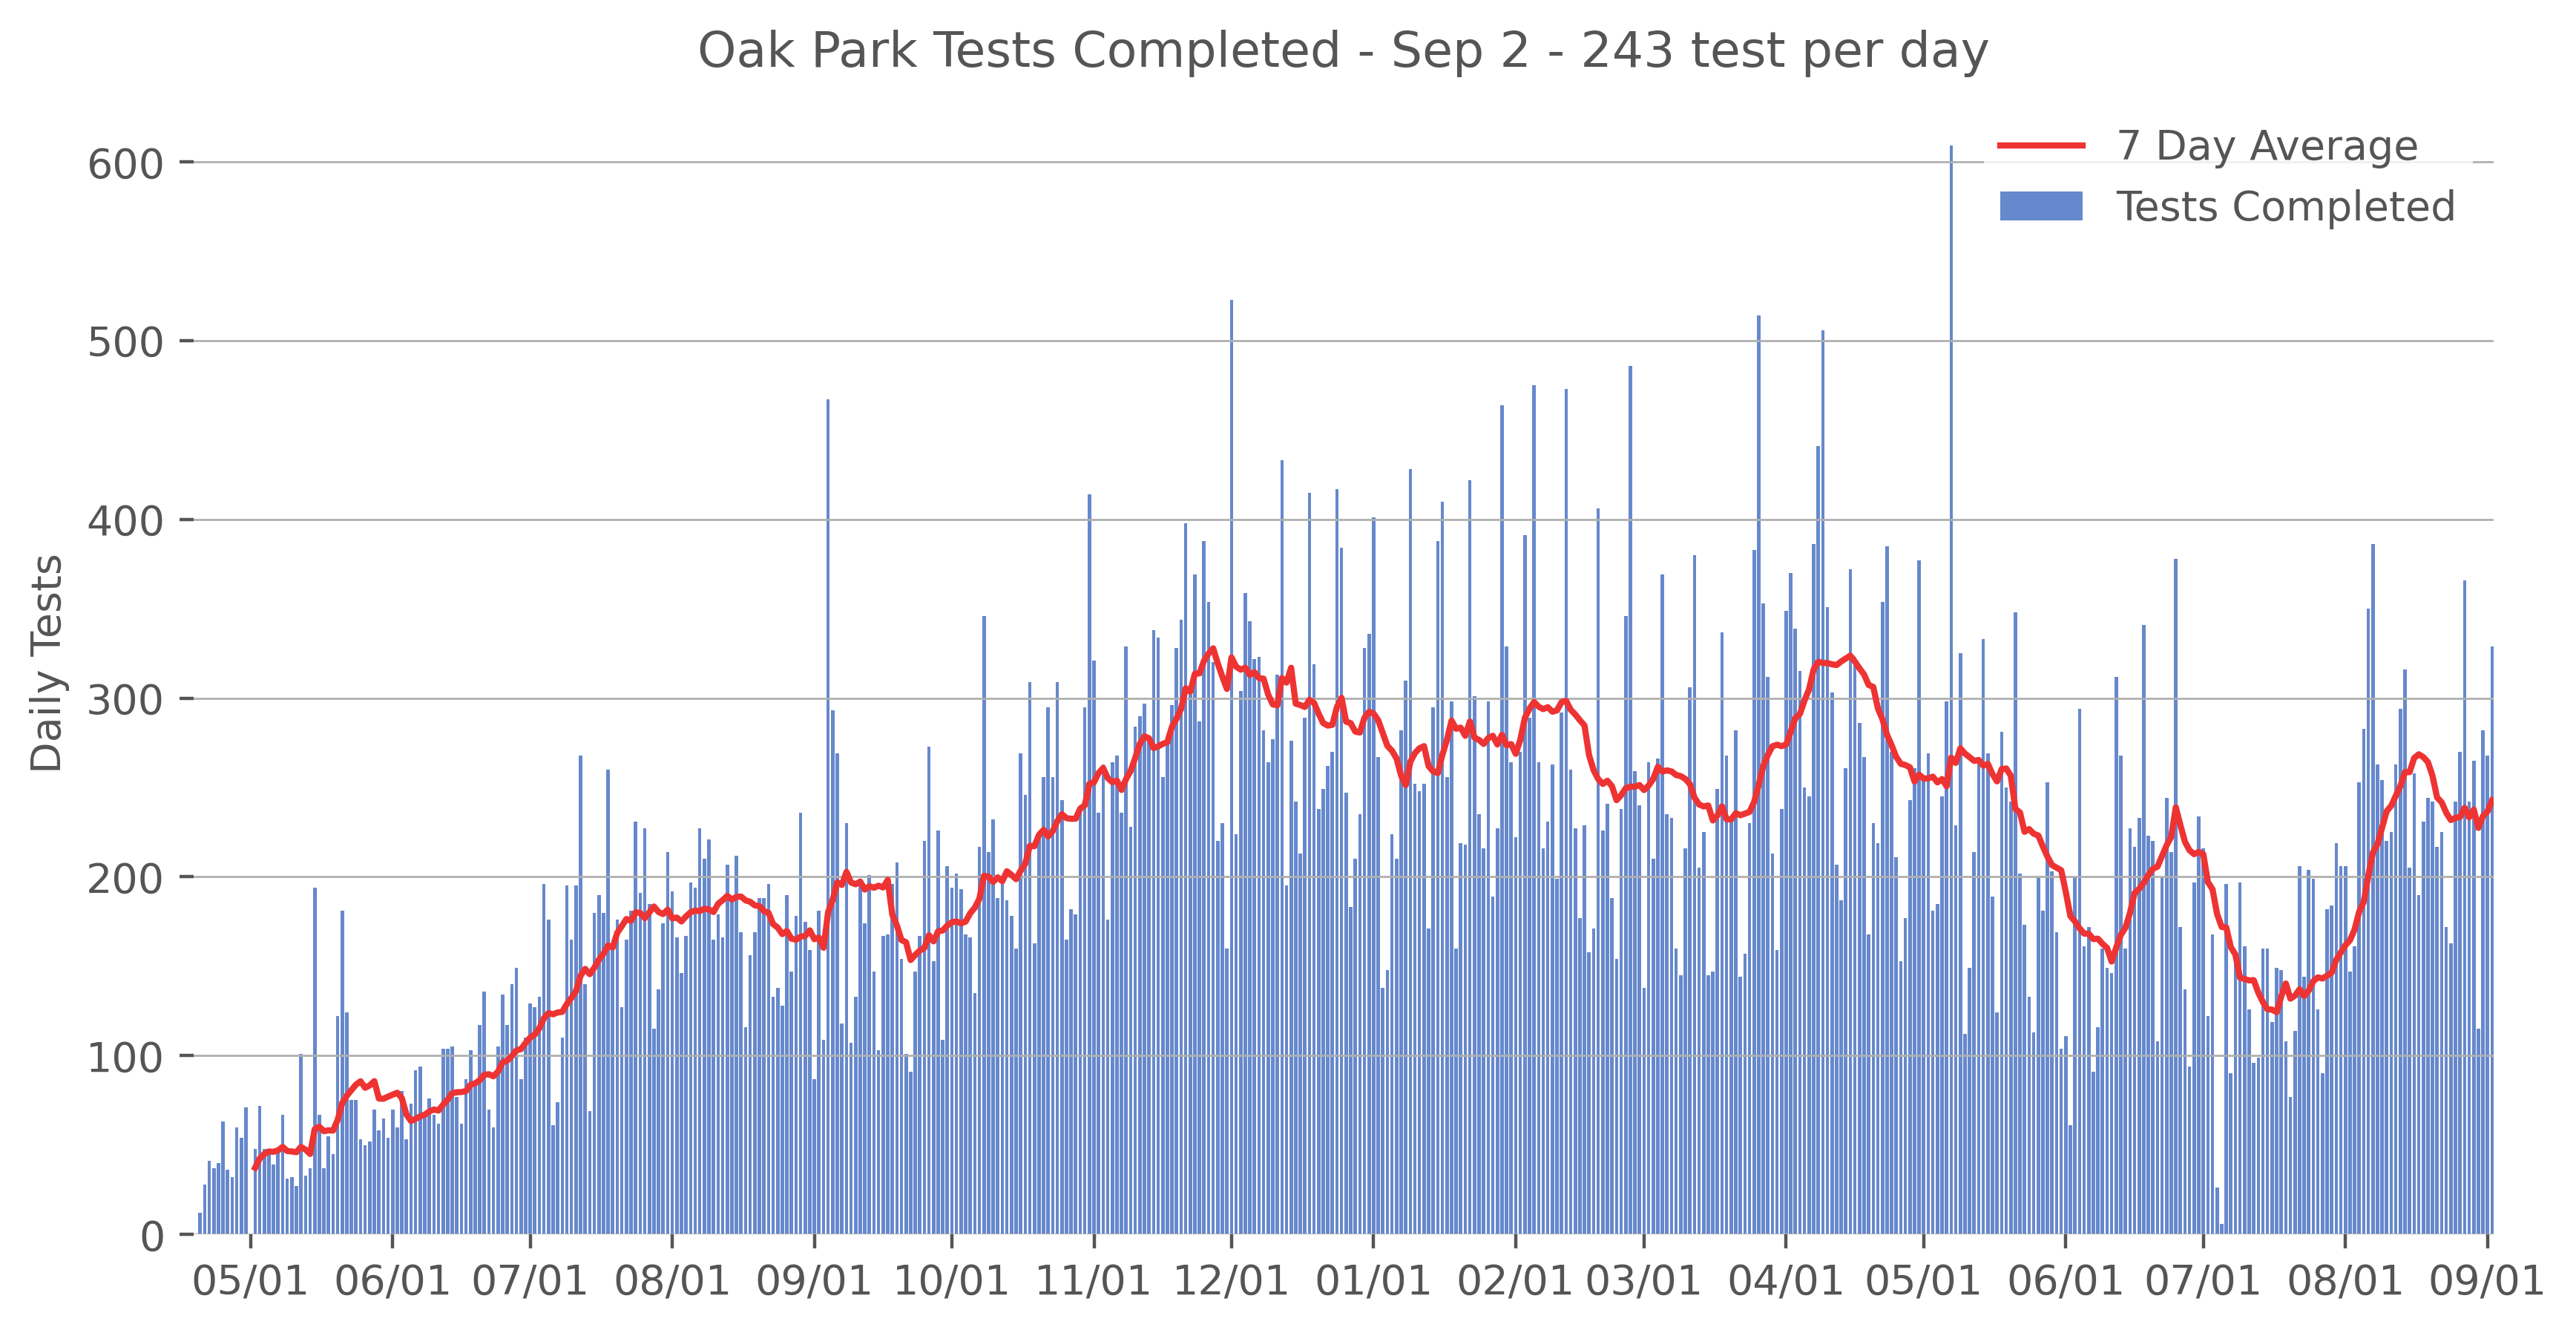 Oak Park Tests Completed - Sep 2 - 243 test per day
7 Day Average
Tests Completed
Daily Tests
600
500
400
300
200
100
0
05/01 06/01 07/01 08/01 09/01 10/01 11/01 12/01 01/01 02/01 03/01 04/01 05/01 06/01 07/01 08/01 09/01